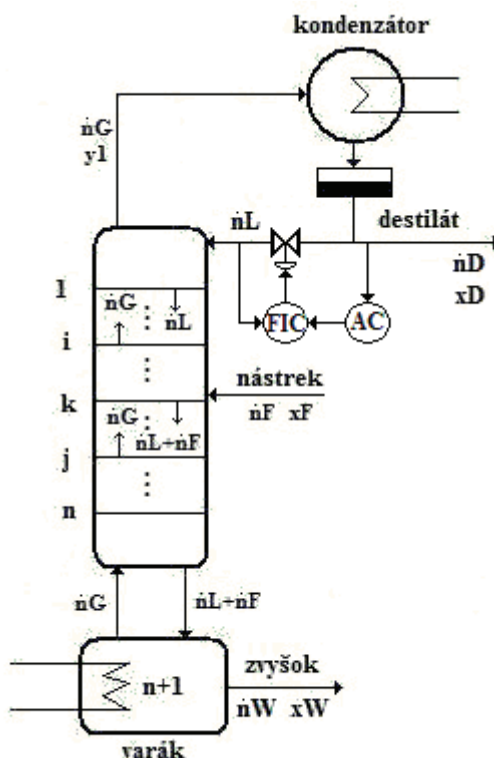 kondenzátor
ṅG
y1
ṅL
destilát
ṅD
xD
FIC
AC
1
ṅG
ṅL
i
nástrek
ṅF xF
k
ṅG
ṅL+ṅF
j
n
ṅG
ṅL+ṅF
n+1
zvyšok
ṅW xW
varák